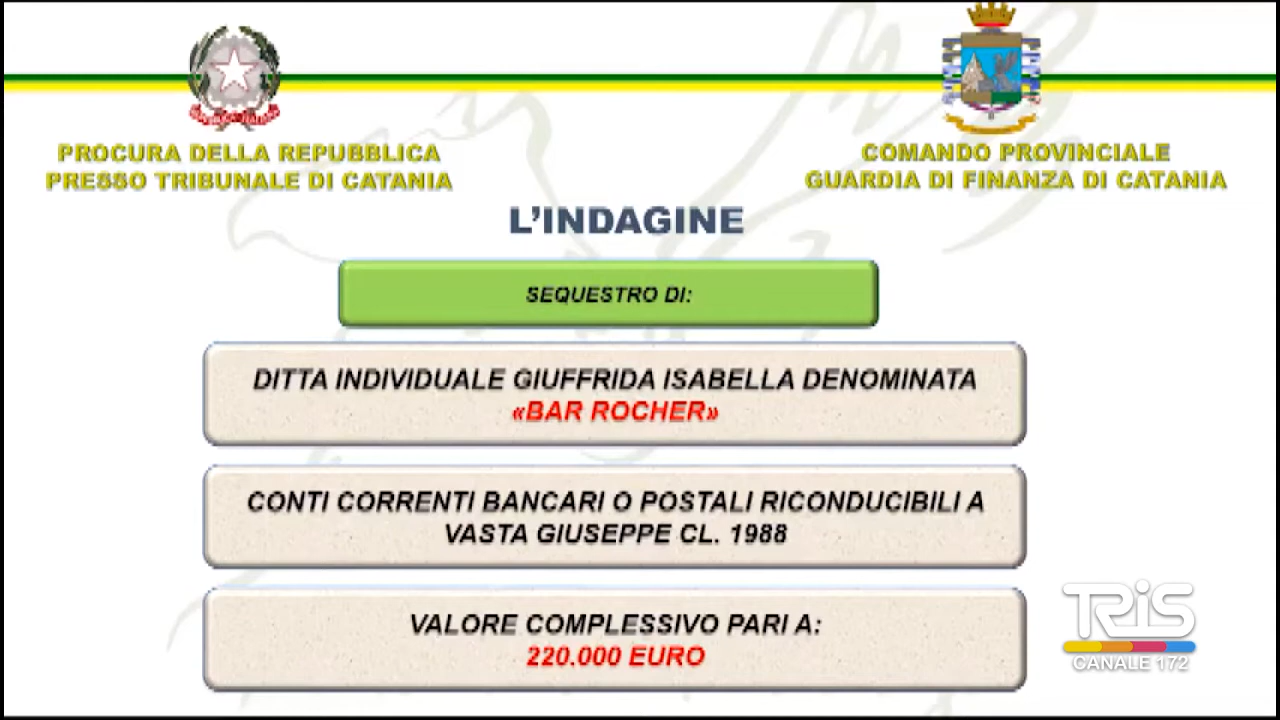 PROCURA DELLA REPUBBLICA
PRESSO TRIBUNALE DI CATANIA
COMANDO PROVINCIALE
GUARDIA DI FINANZA DI CATANIA
L'INDAGINE
SEQUESTRO DI:
DITTA INDIVIDUALE GIUFFRIDA ISABELLA DENOMINATA
«BAR ROCHER»
CONTI CORRENTI BANCARI O POSTALI RICONDUCIBILI A
VASTA GIUSEPPE CL. 1988
VALORE COMPLESSIVO PARI A:
220.000 EURO
TRIS
CANALE 172